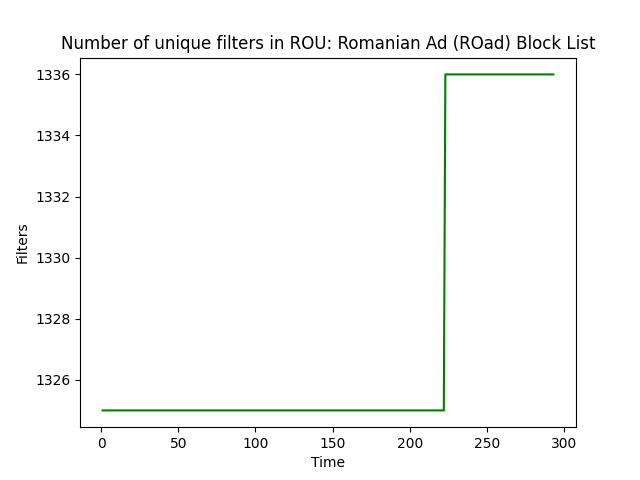 Number of unique filters in ROU: Romanian Ad (ROad) Block List
1336
1334
1332
1330
1328
1326
Filters
0 50 100 150 200 250 300
Time